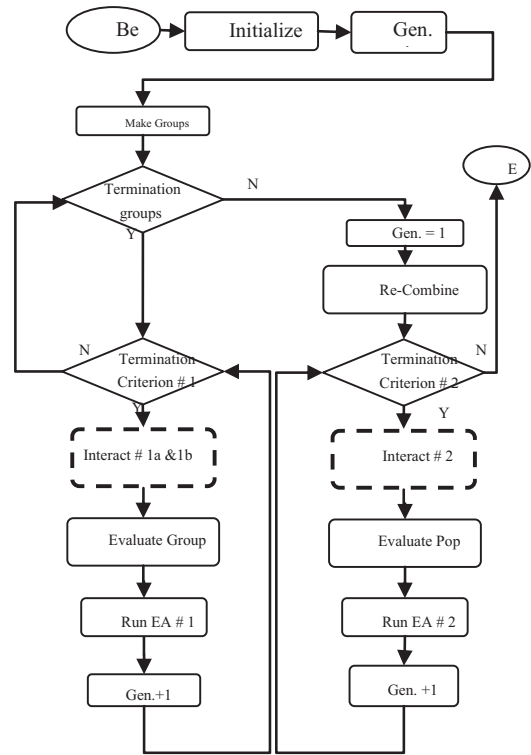 Be
Initialize
Gen.
Make Groups
Termination
groups
N
Y
E
Gen. = 1
Re-Combine
N
Termination
Criterion # 1
Y
Termination
Criterion # 2
N
Y
Interact # 1a &1b
Interact # 2
Evaluate Group
Evaluate Pop
Run EA # 1
Run EA # 2
Gen.+1
Gen. +1